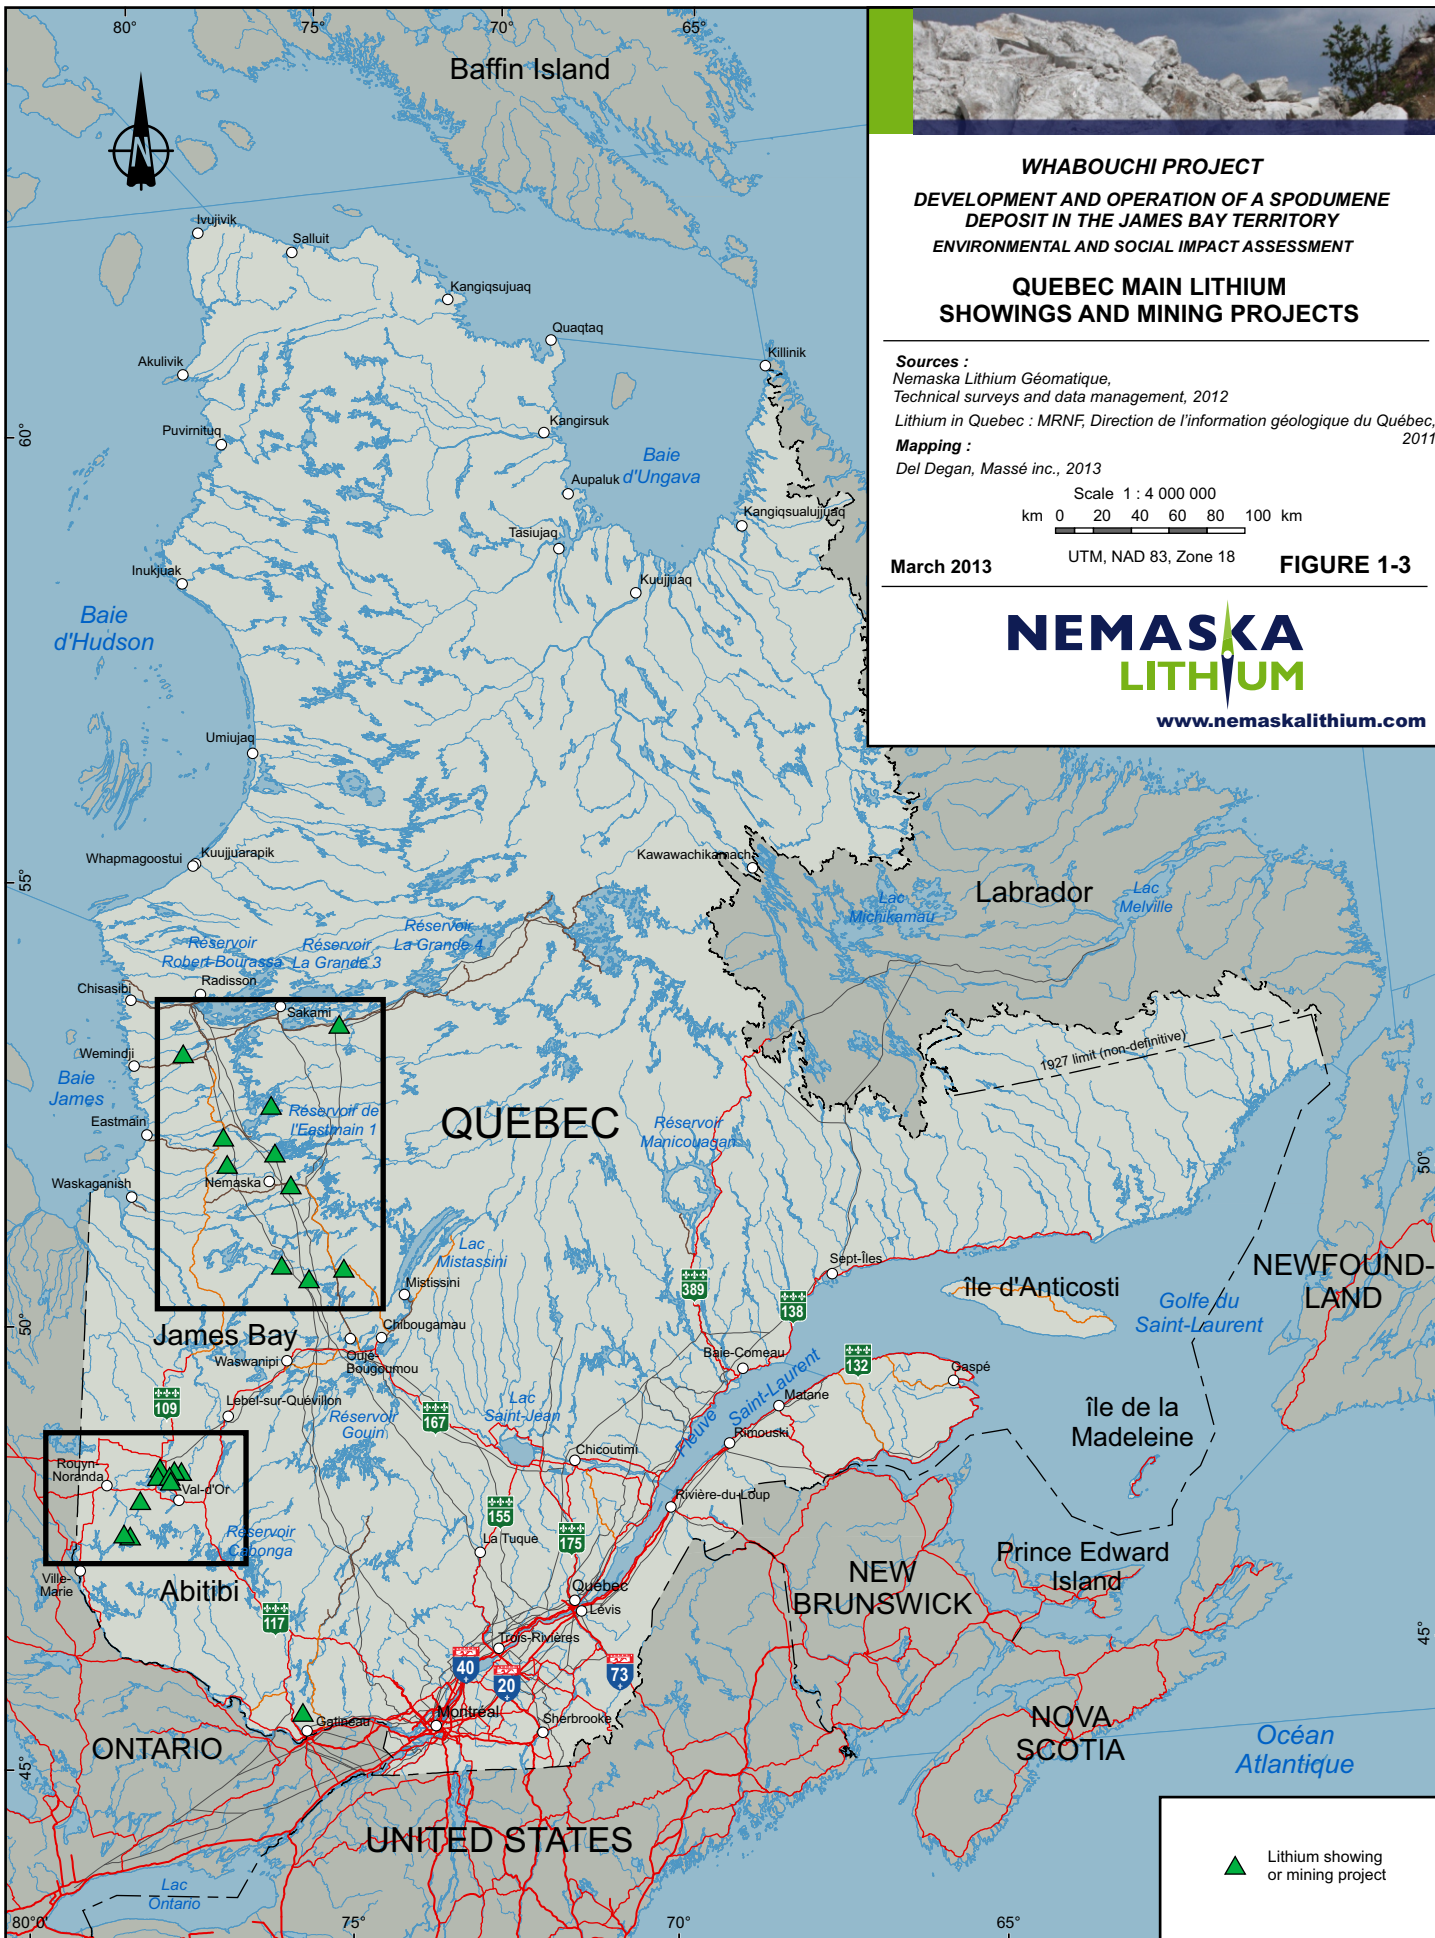 80°
75°
70°
65°
Baffin Island
N
WHABOUCHI PROJECT
DEVELOPMENT AND OPERATION OF A SPODUMENE
DEPOSIT IN THE JAMES BAY TERRITORY
ENVIRONMENTAL AND SOCIAL IMPACT ASSESSMENT
QUEBEC MAIN LITHIUM
SHOWINGS AND MINING PROJECTS
Sources :
Nemaska Lithium Géomatique,
Technical surveys and data management, 2012
Lithium in Quebec : MRNF, Direction de l'information géologique du Québec,
2011
Mapping :
Del Degan, Massé inc., 2013
Scale 1 : 4 000 000
km 0 20 40 60 80 100 km
UTM, NAD 83, Zone 18
March 2013
FIGURE 1-3
NEMASKA
LITHIUM
www.nemaskalithium.com
Ivujivik
Salluit
Kangiqsujuaq
Quaqtaq
Killinik
Akulivik
60°
Puvirnituq
Kangirsuk
Baie
d'Ungava
Aupaluk
Kangiqsualujjuaq
Tasiujaq
Inukjuak
Kuujjuaq
Baie
d'Hudson
Umiujaq
Whapmagoostui
Kuujjuarapik
Kawawachikamach
55°
Labrador
Lac
Michikamau
Lac
Melville
Réservoir
Robert-Bourassa
Réservoir
La Grande 3
Réservoir
La Grande 4
Radisson
Chisasibi
Sakami
Wemindji
Baie
James
Eastmain
Réservoir de
l'Eastmain 1
QUEBEC
Réservoir
Manicouagan
1927 limit (non-definitive)
Waskaganish
Nemaska
50°
Lac
Mistassini
Mistissini
Sept-Îles
389
138
île d'Anticosti
Golfe du
Saint-Laurent
NEWFOUND-
LAND
50°
James Bay
Chibougamau
Waswanipi
Oujé-
Bougoumou
Baie-Comeau
132
Gaspé
Matane
Fleuve Saint-Laurent
109
Lebel-sur-Quévillon
Réservoir
Gouin
167
Lac
Saint-Jean
Chicoutimi
Rimouski
île de la
Madeleine
Rouyn-
Noranda
Val-d'Or
Rivière-du-Loup
155
175
Réservoir
Cabonga
La Tuque
Ville-
Marie
Abitibi
117
Québec
Lévis
NEW
BRUNSWICK
Prince Edward
Island
45°
Trois-Rivières
40
20
73
Gatineau
Montréal
Sherbrooke
ONTARIO
NOVA
SCOTIA
Océan
Atlantique
45°
UNITED STATES
Lac
Ontario
Lithium showing
or mining project
80°0'
75°
70°
65°